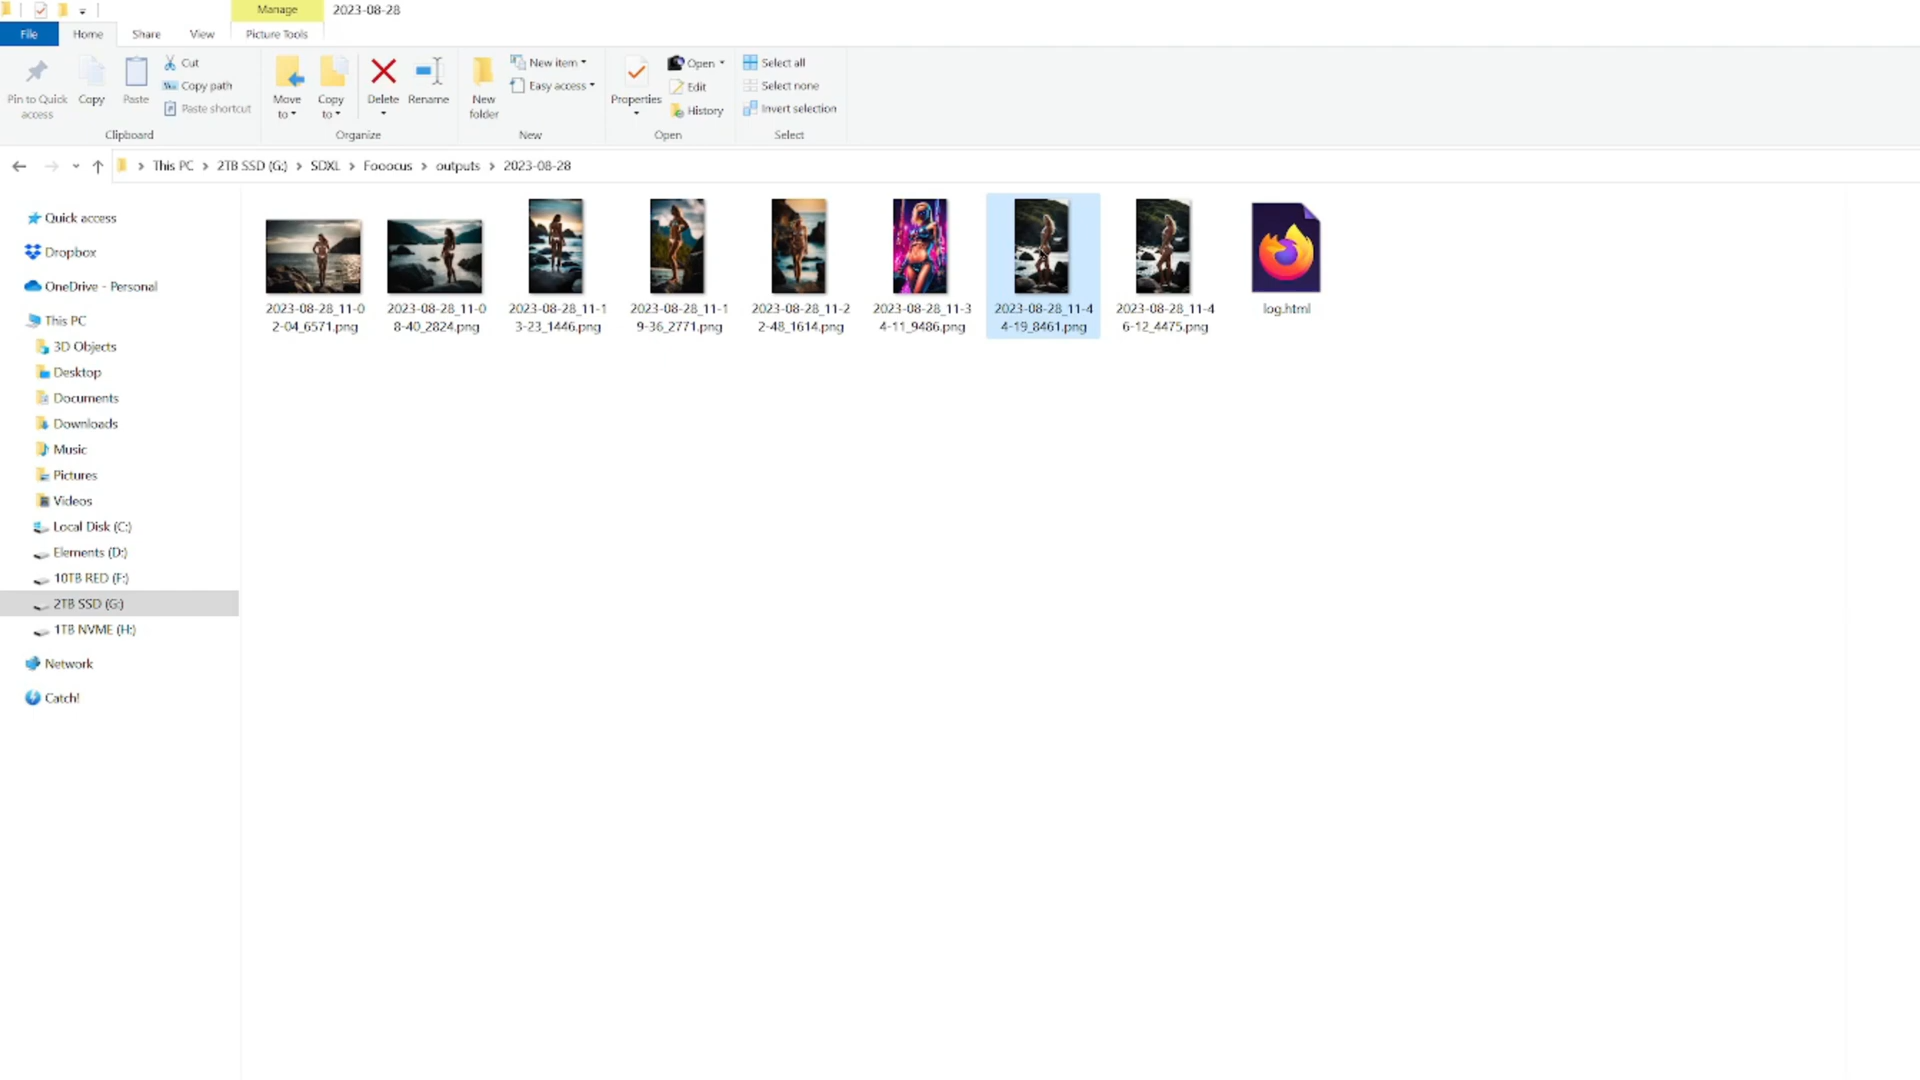 Manage
2023-08-28
File
Home
Share
View
Picture Tools
Pin to Quick access
Copy
Paste
Cut
Copy path
Paste shortcut
Move to
Copy to
Delete
Rename
New folder
New item
Easy access
Properties
Open
Edit
History
Select all
Select none
Invert selection
Clipboard
Organize
New
Open
Select
This PC > 2TB SSD (G:) > SDXL > Fooocus > outputs > 2023-08-28
Quick access
Dropbox
OneDrive - Personal
This PC
3D Objects
Desktop
Documents
Downloads
Music
Pictures
Videos
Local Disk (C:)
Elements (D:)
10TB RED (F:)
2TB SSD (G:)
1TB NVME (H:)
Network
Catch!
2023-08-28_11-0
2-04_6571.png
2023-08-28_11-0
8-40_2824.png
2023-08-28_11-1
3-23_1446.png
2023-08-28_11-1
9-36_2771.png
2023-08-28_11-2
2-48_1614.png
2023-08-28_11-3
4-11_9486.png
2023-08-28_11-4
4-19_8461.png
2023-08-28_11-4
6-12_4475.png
log.html